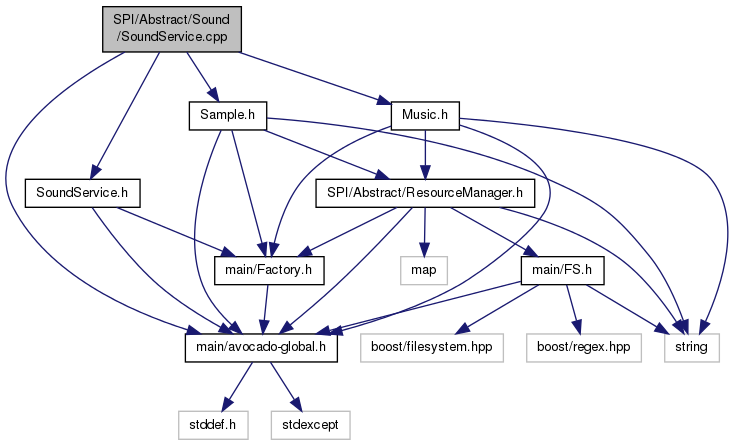 SPI/Abstract/Sound
/SoundService.cpp
Sample.h
Music.h
SoundService.h
SPI/Abstract/ResourceManager.h
main/Factory.h
map
main/FS.h
main/avocado-global.h
boost/filesystem.hpp
boost/regex.hpp
string
stddef.h
stdexcept